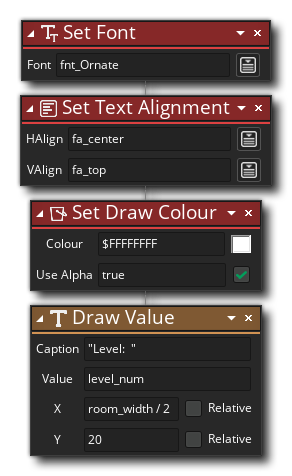 Set Font
Font fnt_Ornate
Set Text Alignment
HAlign fa_center
VAlign fa_top
Set Draw Colour
Colour $FFFFFFFF
Use Alpha true
Draw Value
Caption "Level:  "
Value level_num
X room_width / 2 Relative
Y 20 Relative